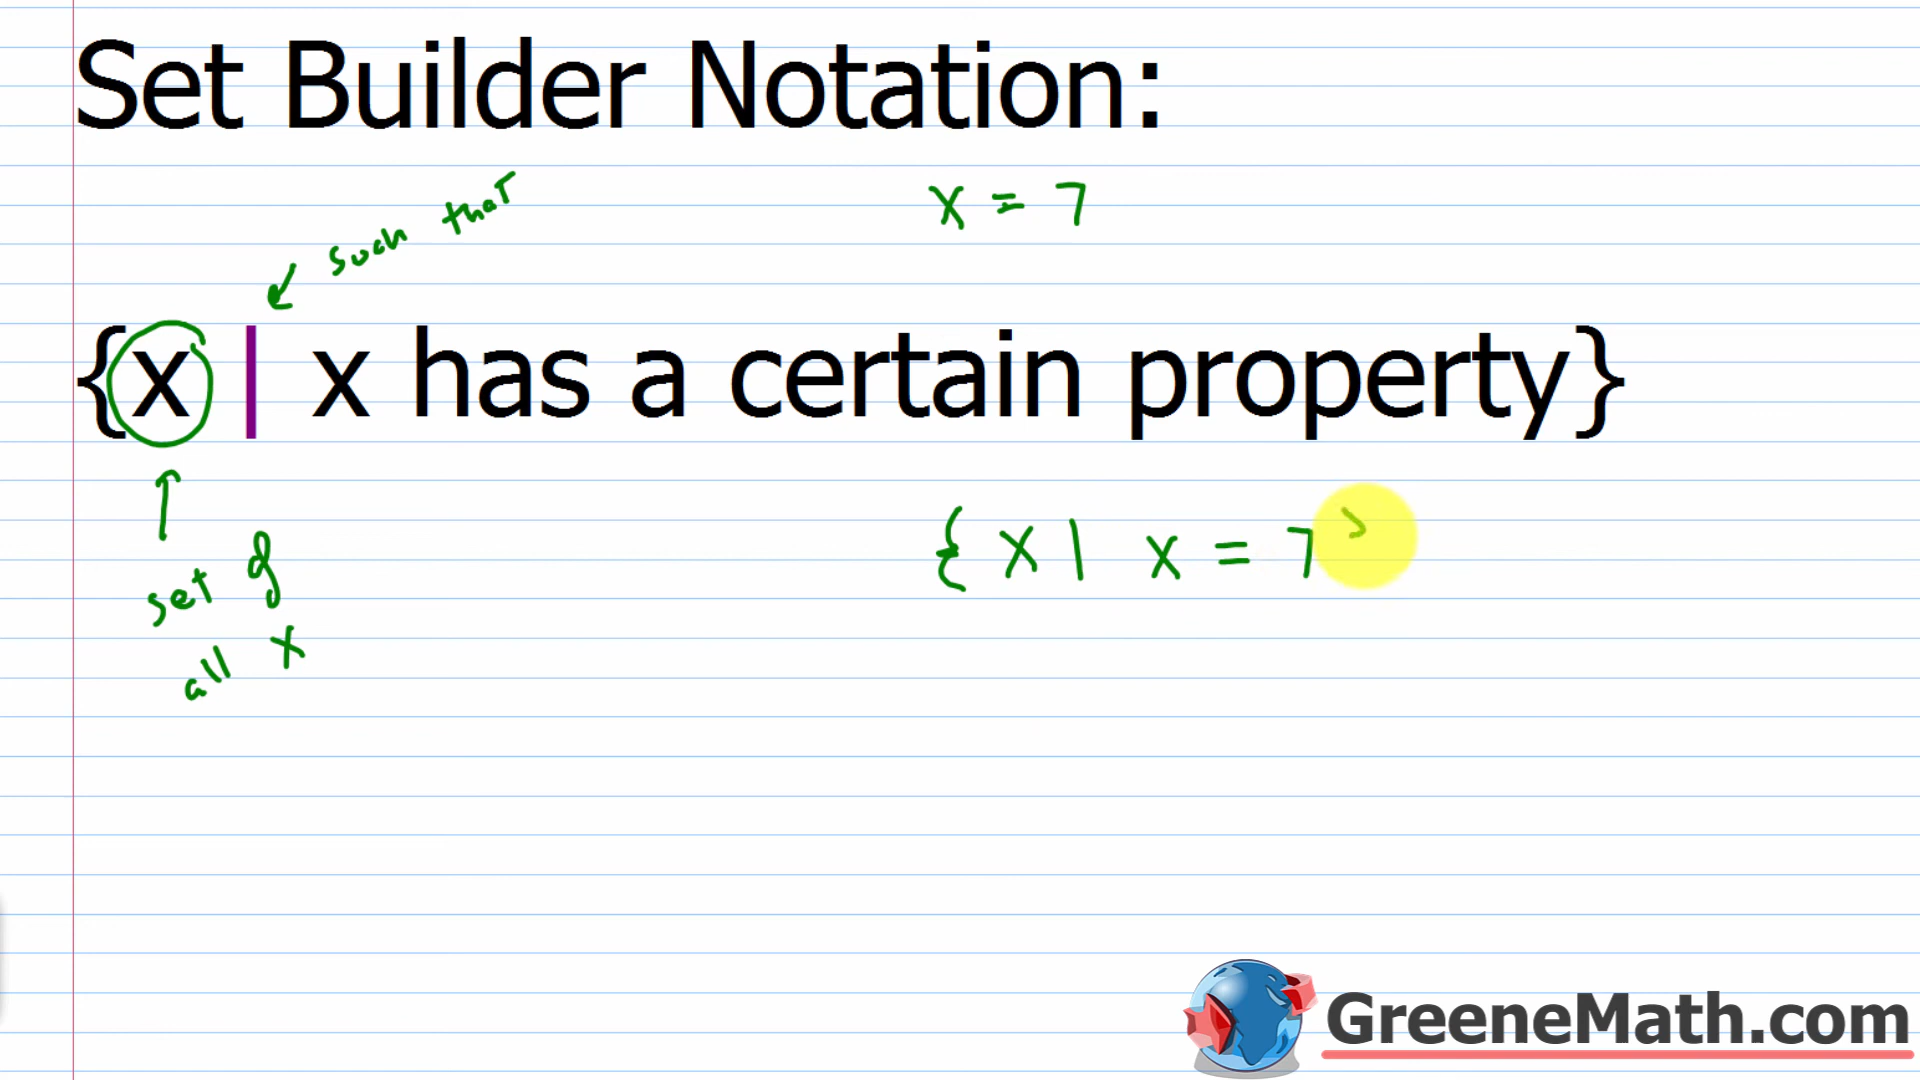 Set Builder Notation:
such that
x = 7
{x | x has a certain property}
{ x | x = 7
set of
all x
GreeneMath.com